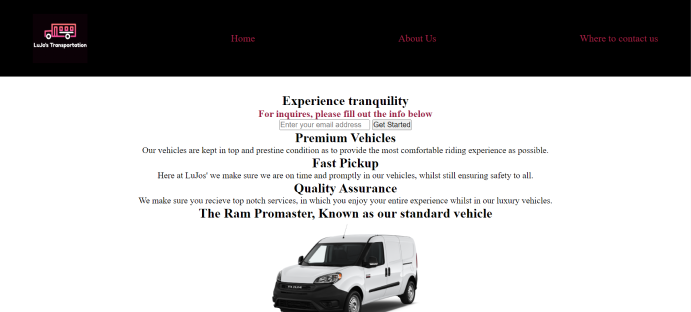 LuJo's Transportation
Home
About Us
Where to contact us
Experience tranquility
For inquires, please fill out the info below
Enter your email address
Get Started
Premium Vehicles
Our vehicles are kept in top and prestine condition as to provide the most comfortable riding experience as possible.
Fast Pickup
Here at LuJos' we make sure we are on time and promptly in our vehicles, whilst still ensuring safety to all.
Quality Assurance
We make sure you recieve top notch services, in which you enjoy your entire experience whilst in our luxury vehicles.
The Ram Promaster, Known as our standard vehicle